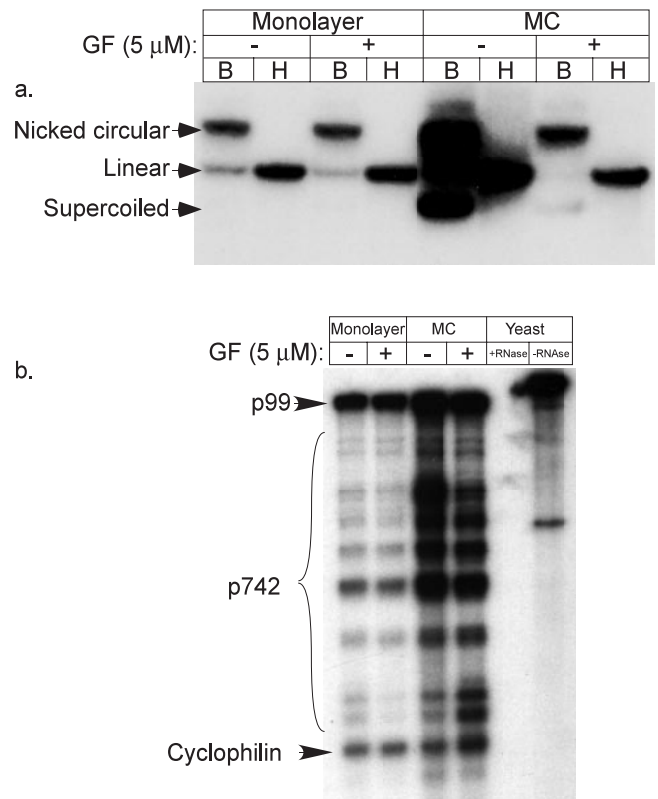 Monolayer MC
GF (5 μM): - + - +
B H B H B H B H
a.
Nicked circular
Linear
Supercoiled
Monolayer MC Yeast
GF (5 μM): - + - + +RNase -RNAse
b.
p99
p742
Cyclophilin